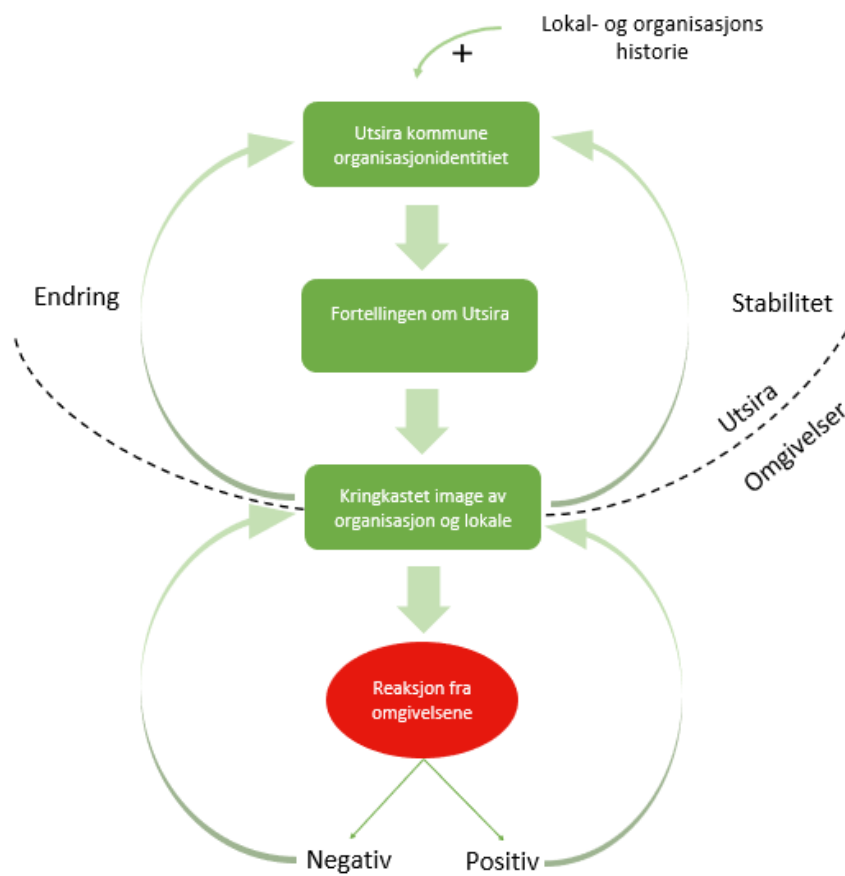 Lokal- og organisasjons
historie
+
Utsira kommune
organisasjonidentitiet
Endring
Fortellingen om Utsira
Stabilitet
Utsira
Omgivelser
Kringkastet image av
organisasjon og lokale
Reaksjon fra
omgivelsene
Negativ
Positiv